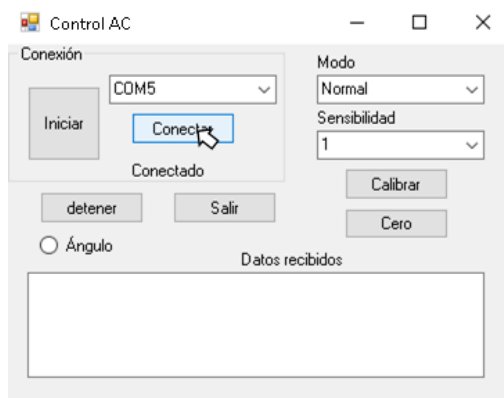 Control AC
Conexión
COM5
Iniciar
Conectar
Conectado
Modo
Normal
Sensibilidad
1
Calibrar
Cero
detener
Salir
Ángulo
Datos recibidos